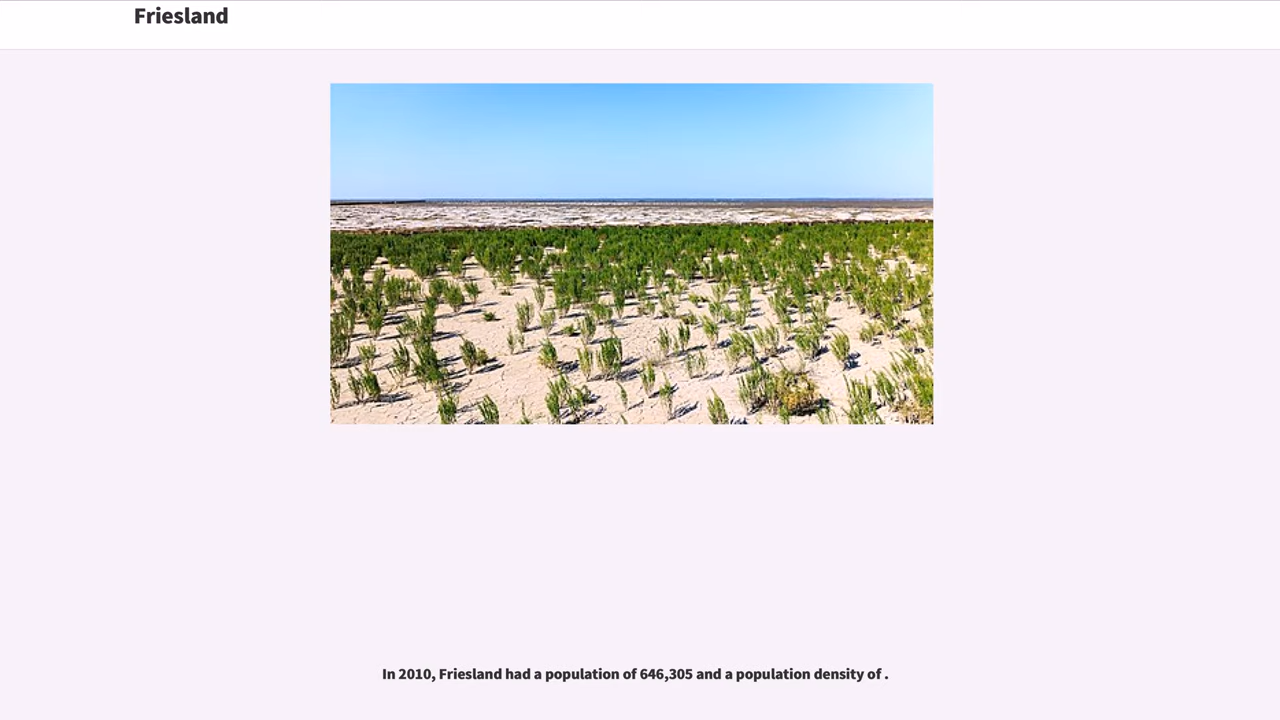 Friesland
In 2010, Friesland had a population of 646,305 and a population density of .